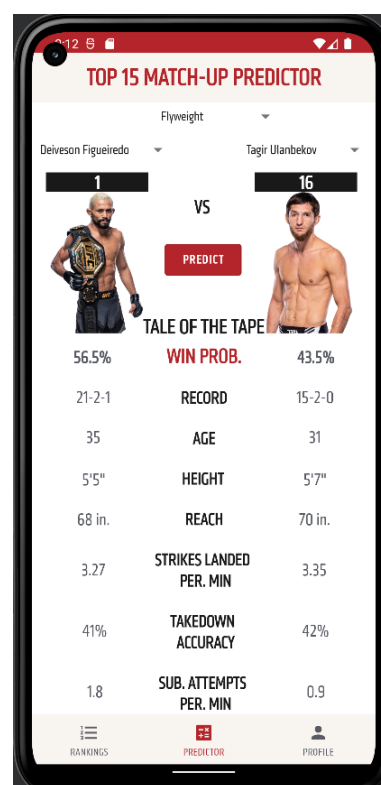 :12
TOP 15 MATCH-UP PREDICTOR
Flyweight
Deiveson Figueiredo Tagir Ulanbekov
1 16
VS
PREDICT
TALE OF THE TAPE
56.5% WIN PROB. 43.5%
21-2-1 RECORD 15-2-0
35 AGE 31
5'5" HEIGHT 5'7"
68 in. REACH 70 in.
3.27 STRIKES LANDED PER. MIN 3.35
41% TAKEDOWN ACCURACY 42%
1.8 SUB. ATTEMPTS PER. MIN 0.9
RANKINGS PREDICTOR PROFILE